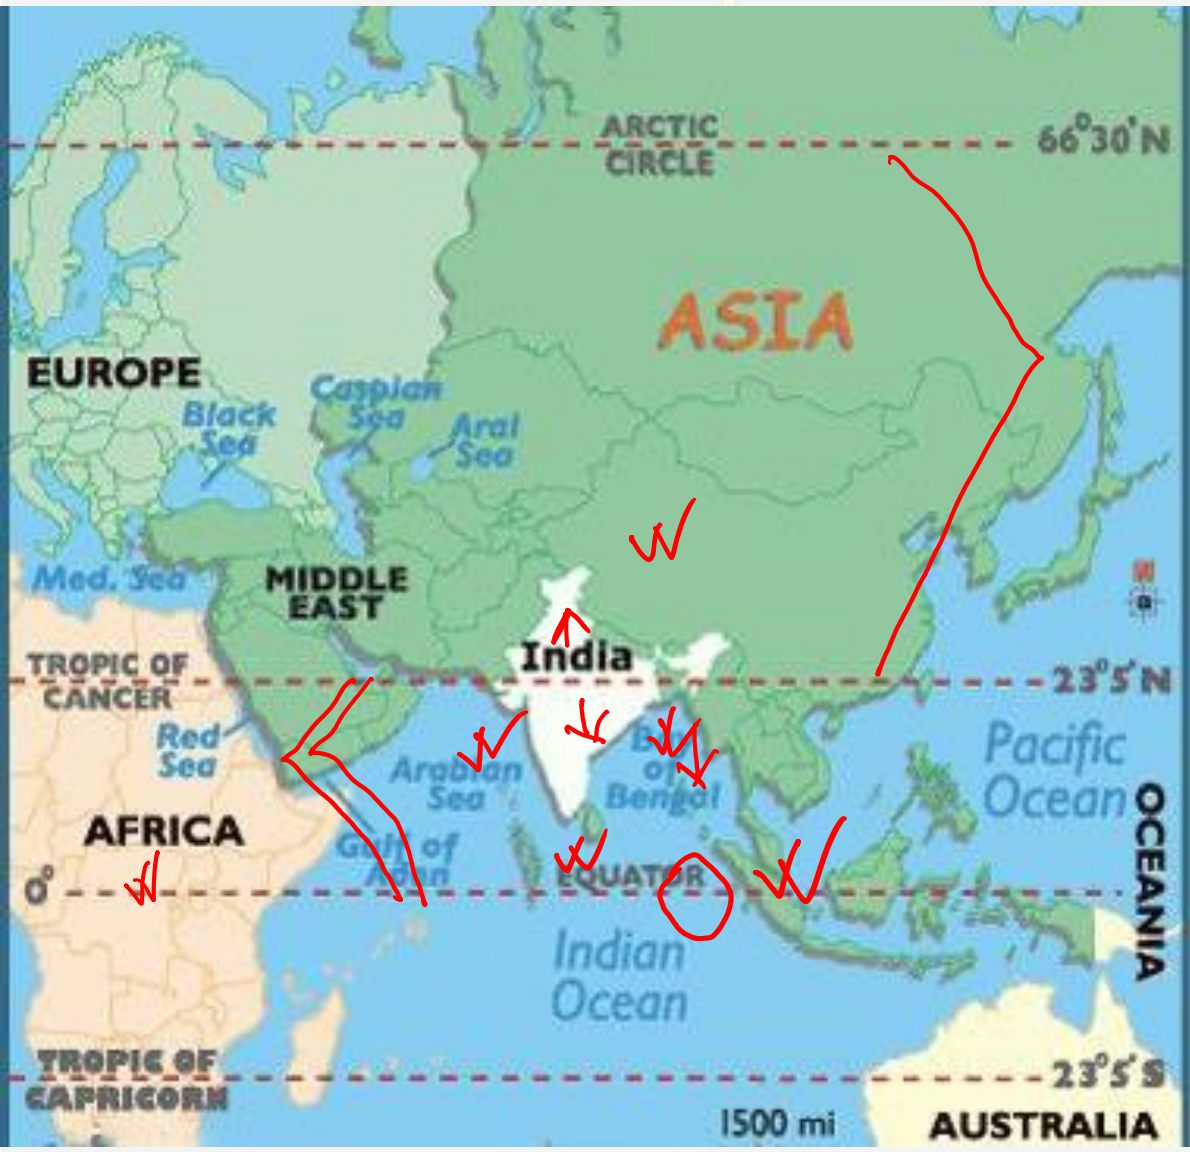 ARCTIC
CIRCLE
66°30'N
ASIA
EUROPE
Caspian
Sea
Black
Sea
Aral
Sea
Med. Sea
MIDDLE
EAST
N
India
TROPIC OF
CANCER
23°5'N
Red
Sea
Arabian
Sea
Bay
of
Bengal
Pacific
Ocean
AFRICA
Gulf of
Aden
OCEANIA
0°
EQUATOR
Indian
Ocean
TROPIC OF
CAPRICORN
23°5'S
1500 mi
AUSTRALIA